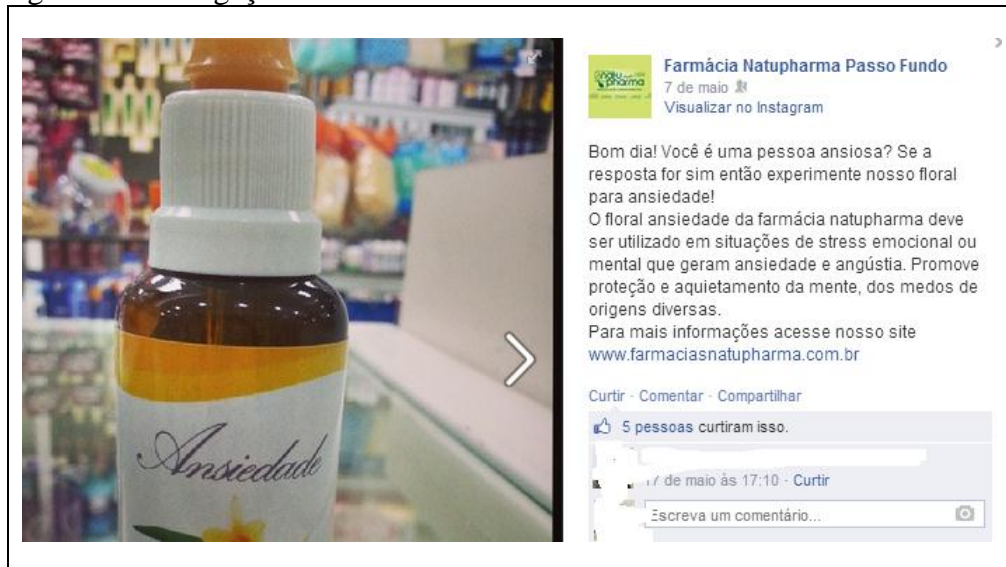 Farmácia Natupharma Passo Fundo
7 de maio
Visualizar no Instagram
Bom dia! Você é uma pessoa ansiosa? Se a
resposta for sim então experimente nosso floral
para ansiedade!
O floral ansiedade da farmácia natupharma deve
ser utilizado em situações de stress emocional ou
mental que geram ansiedade e angústia. Promove
proteção e aquietamento da mente, dos medos de
origens diversas.
Para mais informações acesse nosso site
www.farmaciasnatupharma.com.br
Curtir · Comentar · Compartilhar
5 pessoas curtiram isso.
17 de maio às 17:10 · Curtir
Escreva um comentário...
Ansiedade